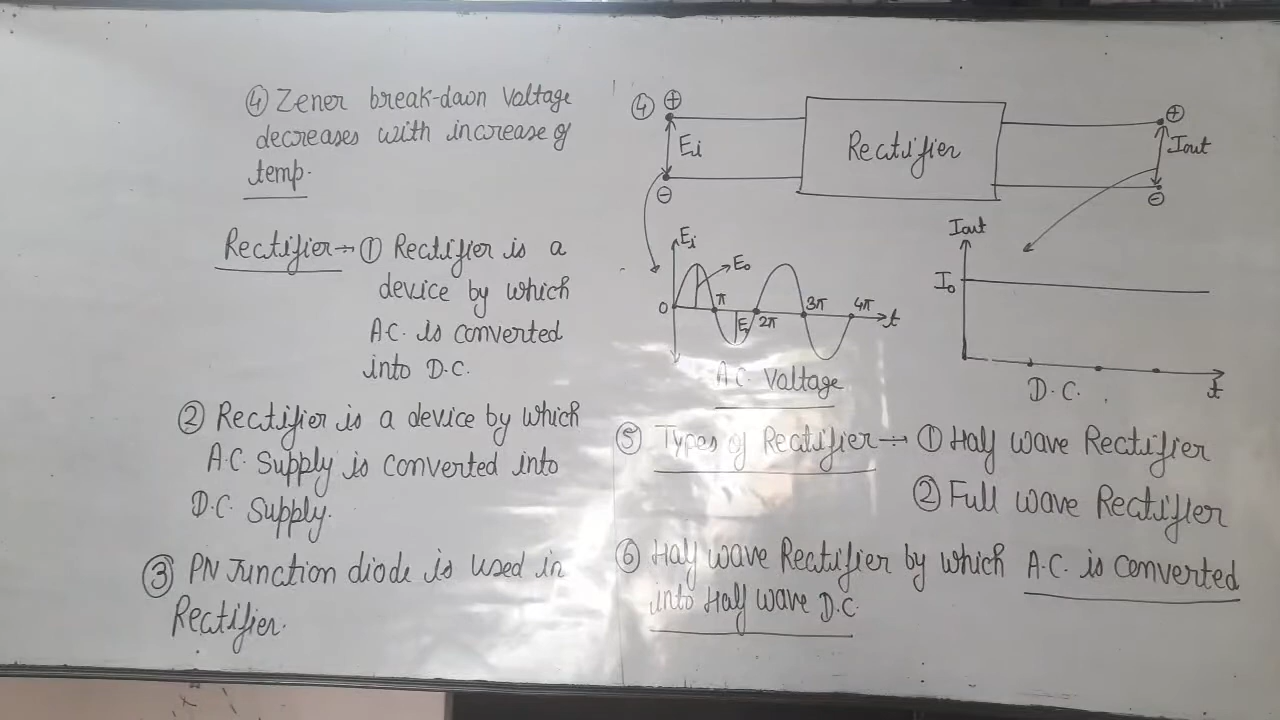 ④ Zener break-daon Voltage
decreases with increase of
temp.
Rectifier → ① Rectifier is a
device by which
A.C. is converted
into D.C.
② Rectifier is a device by which
A.C. Supply is converted into
D.C. Supply.
③ PN Junction diode is used in
Rectifier.
④ ⊕
Ei
⊖
Rectifier
⊕
Iout
⊖
Ei
E₀
0 π 2π 3π 4π t
E
A.C. Voltage
Iout
I₀
D.C. t
⑤ Types of Rectifier → ① Half wave Rectifier
② Full wave Rectifier
⑥ Half wave Rectifier by which A.C. is converted
into Half wave D.C.